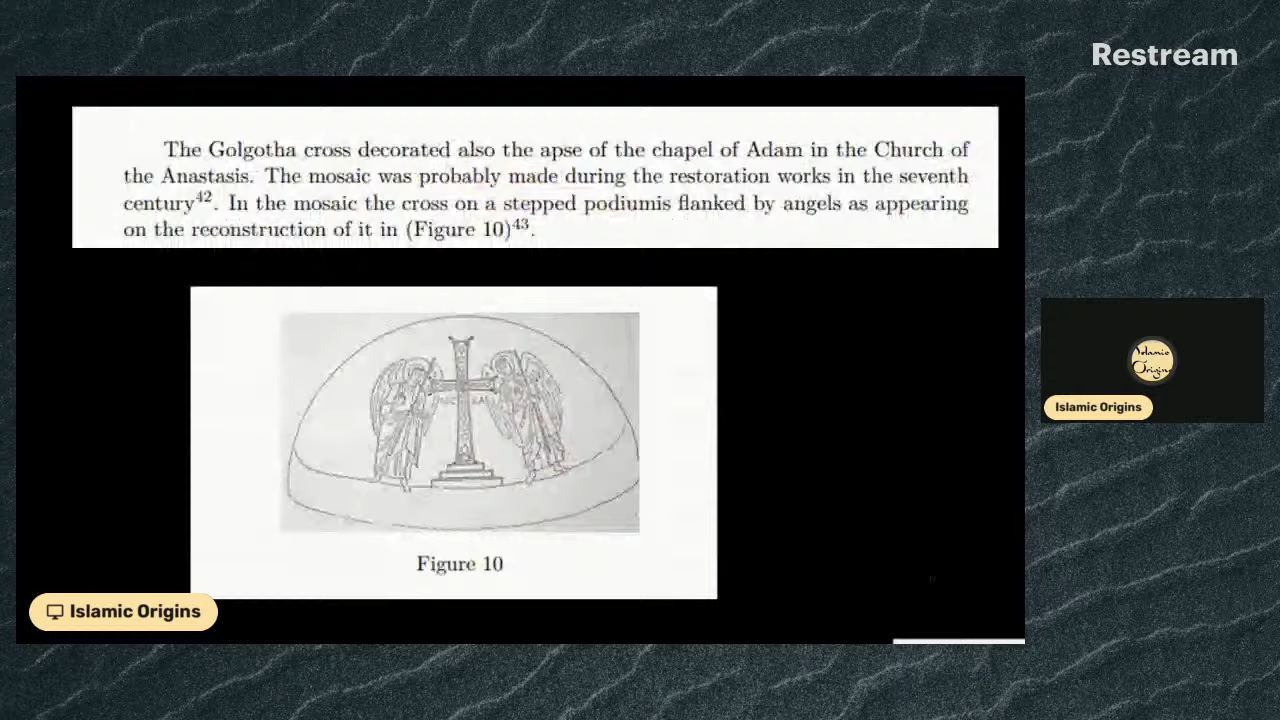 Restream
The Golgotha cross decorated also the apse of the chapel of Adam in the Church of
the Anastasis. The mosaic was probably made during the restoration works in the seventh
century42. In the mosaic the cross on a stepped podiumis flanked by angels as appearing
on the reconstruction of it in (Figure 10)43.
Figure 10
Islamic Origins
Islamic Origins
Islamic Origins